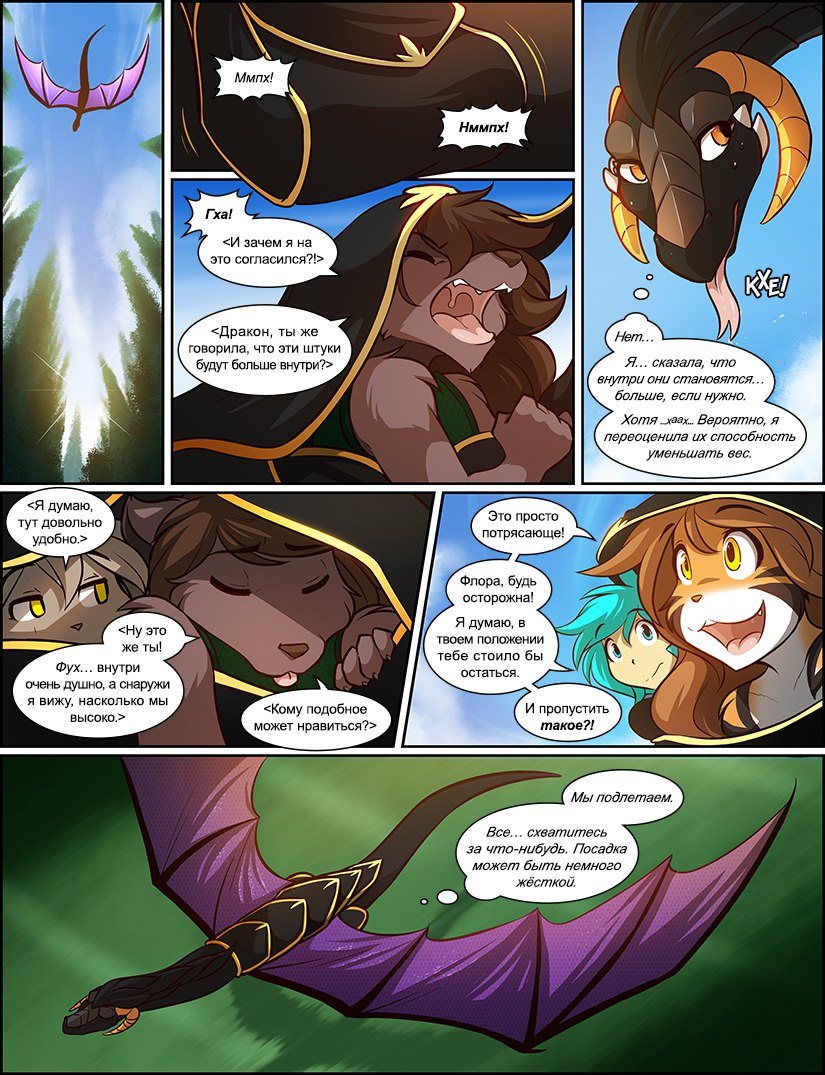 Ммпх!
Нммпх!
Гха!
<И зачем я на
это согласился?!>
<Дракон, ты же
говорила, что эти штуки
будут больше внутри?>
КХЕ!
Нет...
Я... сказала, что
внутри они становятся...
больше, если нужно.
Хотя ...хаах... Вероятно, я
переоценила их способность
уменьшать вес.
<Я думаю,
тут довольно
удобно.>
<Ну это
же ты!
Фух... внутри
очень душно, а снаружи
я вижу, насколько мы
высоко.>
<Кому подобное
может нравиться?>
Это просто
потрясающе!
Флора, будь
осторожна!
Я думаю, в
твоем положении
тебе стоило бы
остаться.
И пропустить
такое?!
Мы подлетаем.
Все... схватитесь
за что-нибудь. Посадка
может быть немного
жёсткой.